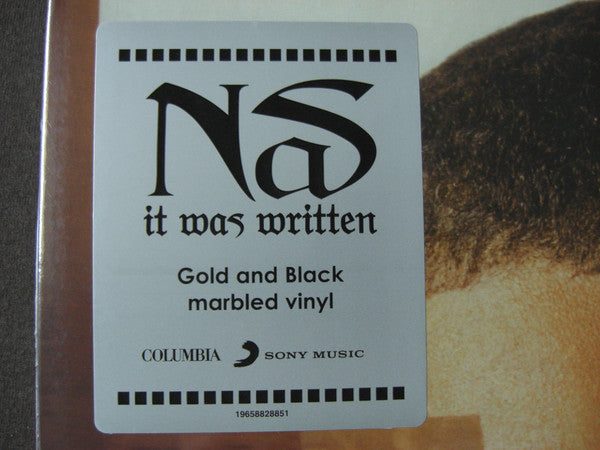 NaS
it was written
Gold and Black
marbled vinyl
COLUMBIA SONY MUSIC
19658828851